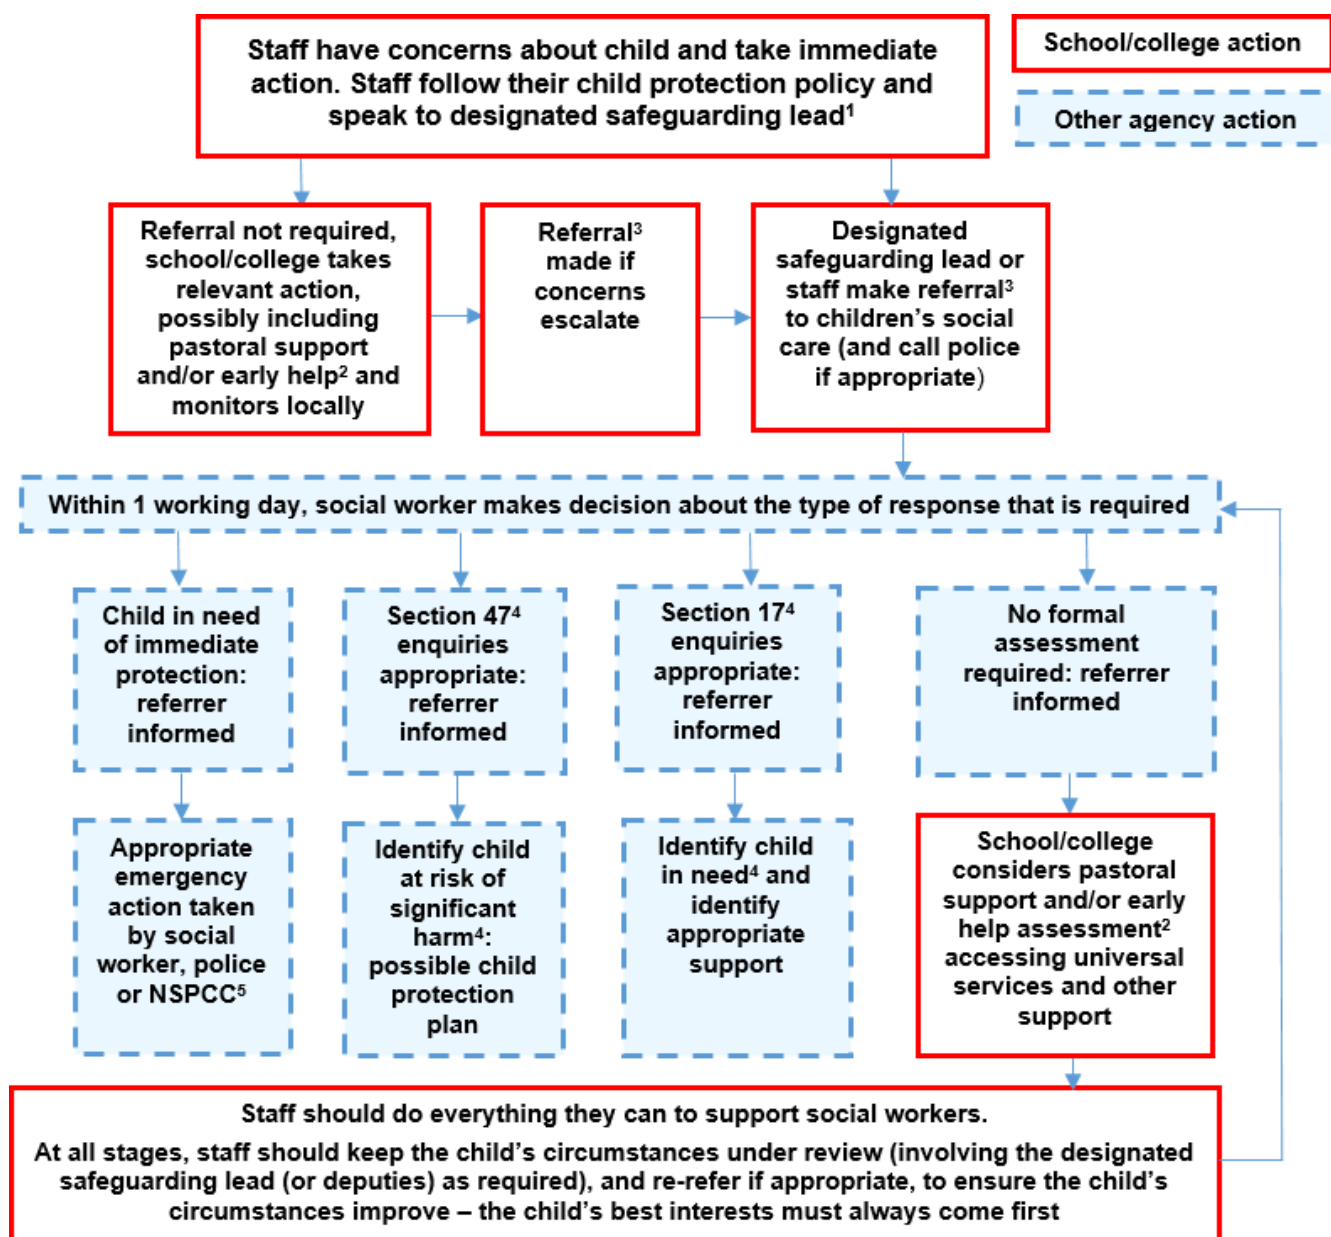 Staff have concerns about child and take immediate
action. Staff follow their child protection policy and
speak to designated safeguarding lead¹
School/college action
Other agency action
Referral not required,
school/college takes
relevant action,
possibly including
pastoral support
and/or early help² and
monitors locally
Referral³
made if
concerns
escalate
Designated
safeguarding lead or
staff make referral³
to children’s social
care (and call police
if appropriate)
Within 1 working day, social worker makes decision about the type of response that is required
Child in need
of immediate
protection:
referrer
informed
Section 47⁴
enquiries
appropriate:
referrer
informed
Section 17⁴
enquiries
appropriate:
referrer
informed
No formal
assessment
required: referrer
informed
Appropriate
emergency
action taken
by social
worker, police
or NSPCC⁵
Identify child
at risk of
significant
harm⁴:
possible child
protection
plan
Identify child
in need⁴ and
identify
appropriate
support
School/college
considers pastoral
support and/or early
help assessment²
accessing universal
services and other
support
Staff should do everything they can to support social workers.
At all stages, staff should keep the child’s circumstances under review (involving the designated
safeguarding lead (or deputies) as required), and re-refer if appropriate, to ensure the child’s
circumstances improve – the child’s best interests must always come first